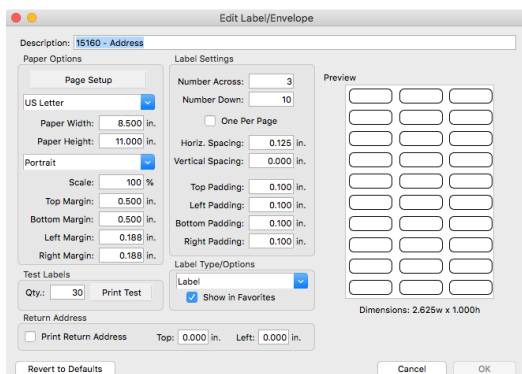 Edit Label/Envelope
Description: 15160 - Address
Paper Options
Page Setup
US Letter
Paper Width: 8.500 in.
Paper Height: 11.000 in.
Portrait
Scale: 100 %
Top Margin: 0.500 in.
Bottom Margin: 0.500 in.
Left Margin: 0.188 in.
Right Margin: 0.188 in.
Test Labels
Qty.: 30 Print Test
Return Address
Print Return Address Top: 0.000 in. Left: 0.000 in.
Label Settings
Number Across: 3
Number Down: 10
One Per Page
Horiz. Spacing: 0.125 in.
Vertical Spacing: 0.000 in.
Top Padding: 0.100 in.
Left Padding: 0.100 in.
Bottom Padding: 0.100 in.
Right Padding: 0.100 in.
Label Type/Options
Label
Show in Favorites
Preview
Dimensions: 2.625w x 1.000h
Revert to Defaults
Cancel
OK